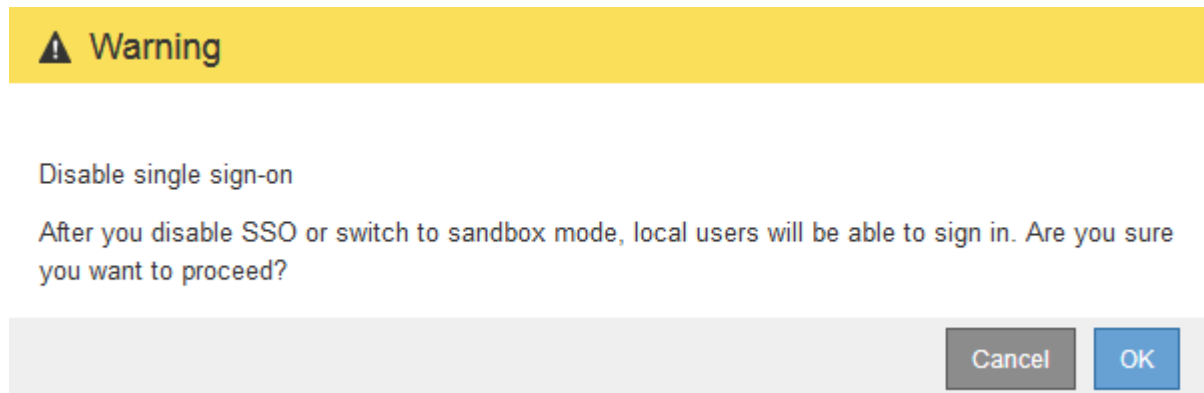 Warning
Disable single sign-on
After you disable SSO or switch to sandbox mode, local users will be able to sign in. Are you sure
you want to proceed?
Cancel
OK